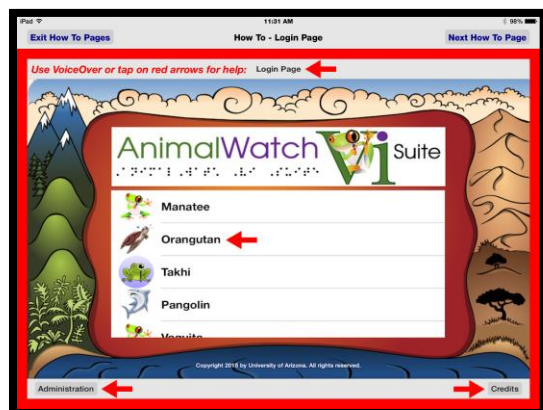 iPad
11:31 AM
98%
Exit How To Pages
How To - Login Page
Next How To Page
Use VoiceOver or tap on red arrows for help:
Login Page
AnimalWatch Vi Suite
Manatee
Orangutan
Takhi
Pangolin
Vaquita
Copyright 2015 by University of Arizona. All rights reserved.
Administration
Credits